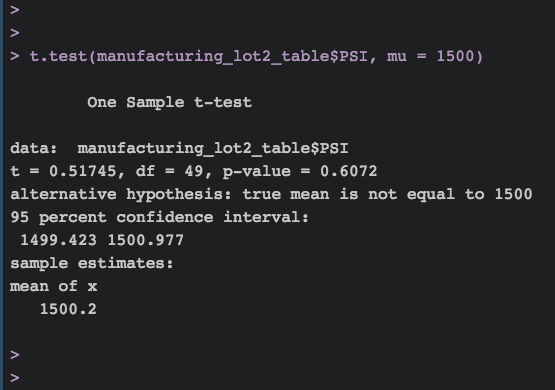 >
>
> t.test(manufacturing_lot2_table$PSI, mu = 1500)
One Sample t-test
data:  manufacturing_lot2_table$PSI
t = 0.51745, df = 49, p-value = 0.6072
alternative hypothesis: true mean is not equal to 1500
95 percent confidence interval:
1499.423 1500.977
sample estimates:
mean of x
1500.2
>
>